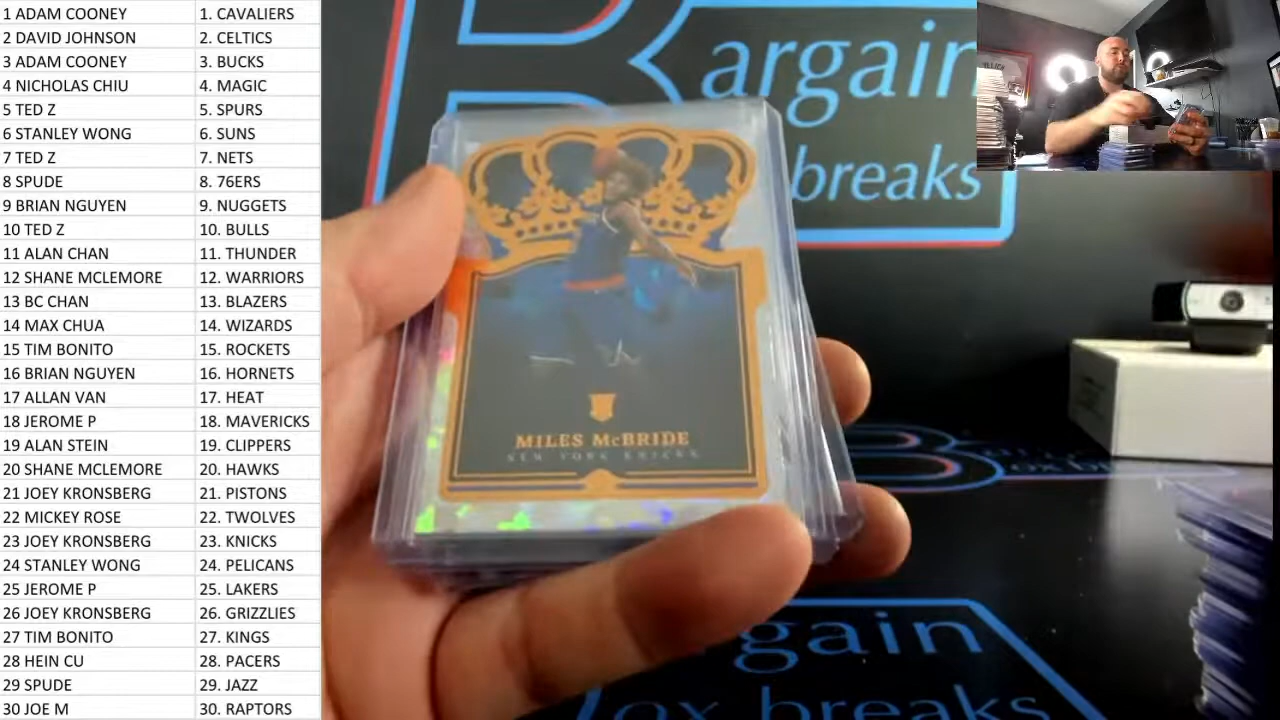 1 ADAM COONEY 1. CAVALIERS
2 DAVID JOHNSON 2. CELTICS
3 ADAM COONEY 3. BUCKS
4 NICHOLAS CHIU 4. MAGIC
5 TED Z 5. SPURS
6 STANLEY WONG 6. SUNS
7 TED Z 7. NETS
8 SPUDE 8. 76ERS
9 BRIAN NGUYEN 9. NUGGETS
10 TED Z 10. BULLS
11 ALAN CHAN 11. THUNDER
12 SHANE MCLEMORE 12. WARRIORS
13 BC CHAN 13. BLAZERS
14 MAX CHUA 14. WIZARDS
15 TIM BONITO 15. ROCKETS
16 BRIAN NGUYEN 16. HORNETS
17 ALLAN VAN 17. HEAT
18 JEROME P 18. MAVERICKS
19 ALAN STEIN 19. CLIPPERS
20 SHANE MCLEMORE 20. HAWKS
21 JOEY KRONSBERG 21. PISTONS
22 MICKEY ROSE 22. TWOLVES
23 JOEY KRONSBERG 23. KNICKS
24 STANLEY WONG 24. PELICANS
25 JEROME P 25. LAKERS
26 JOEY KRONSBERG 26. GRIZZLIES
27 TIM BONITO 27. KINGS
28 HEIN CU 28. PACERS
29 SPUDE 29. JAZZ
30 JOE M 30. RAPTORS
Bargain
breaks
MILES McBRIDE
NEW YORK KNICKS
B
ox br
gain
ox breaks